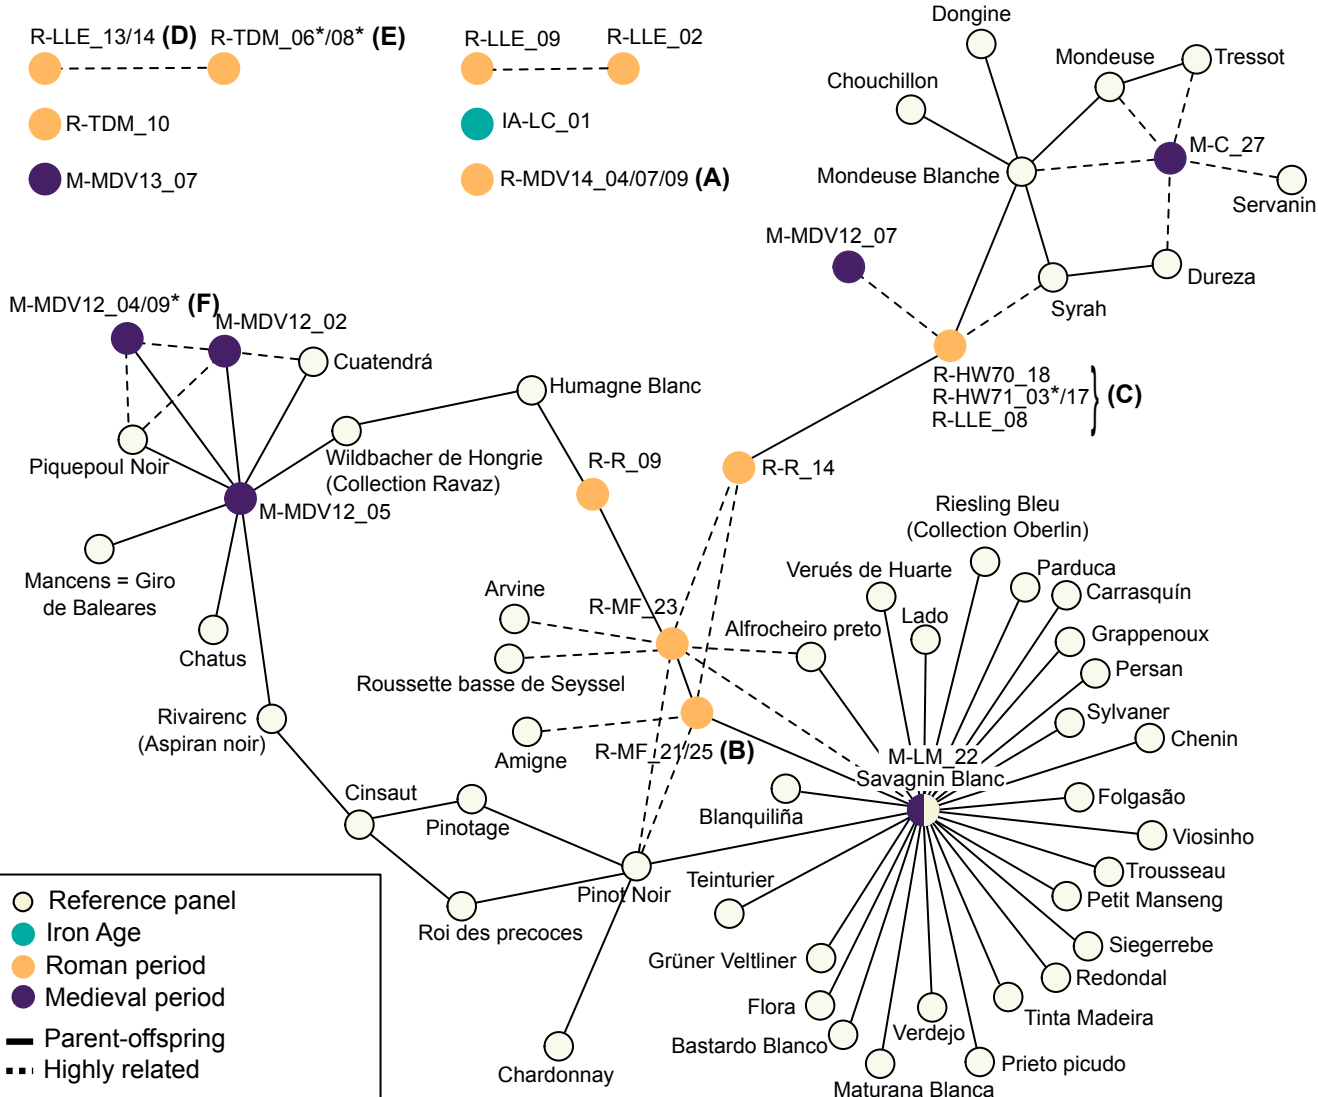 R-LLE_13/14 (D)
R-TDM_06*/08* (E)
R-LLE_09
R-LLE_02
R-TDM_10
IA-LC_01
M-MDV13_07
R-MDV14_04/07/09 (A)
Dongine
Mondeuse
Tressot
Chouchillon
M-C_27
Mondeuse Blanche
Servanin
M-MDV12_07
Dureza
Syrah
M-MDV12_04/09* (F)
M-MDV12_02
Cuatendrá
R-HW70_18
R-HW71_03*/17
R-LLE_08
(C)
Humagne Blanc
Piquepoul Noir
Wildbacher de Hongrie
(Collection Ravaz)
R-R_09
R-R_14
M-MDV12_05
Riesling Bleu
(Collection Oberlin)
Mancens = Giro
de Baleares
Verués de Huarte
Parduca
Carrasquín
Arvine
R-MF_23
Lado
Alfrocheiro preto
Grappenoux
Chatus
Persan
Roussette basse de Seyssel
Rivairenc
(Aspiran noir)
Sylvaner
Chenin
Amigne
R-MF_21/25 (B)
M-LM_22
Savagnin Blanc
Cinsaut
Pinotage
Blanquiliña
Folgasão
Viosinho
Trousseau
Teinturier
Pinot Noir
Petit Manseng
Roi des precoces
Siegerrebe
Grüner Veltliner
Redondal
Flora
Tinta Madeira
Bastardo Blanco
Verdejo
Prieto picudo
Chardonnay
Maturana Blanca
Reference panel
Iron Age
Roman period
Medieval period
Parent-offspring
Highly related